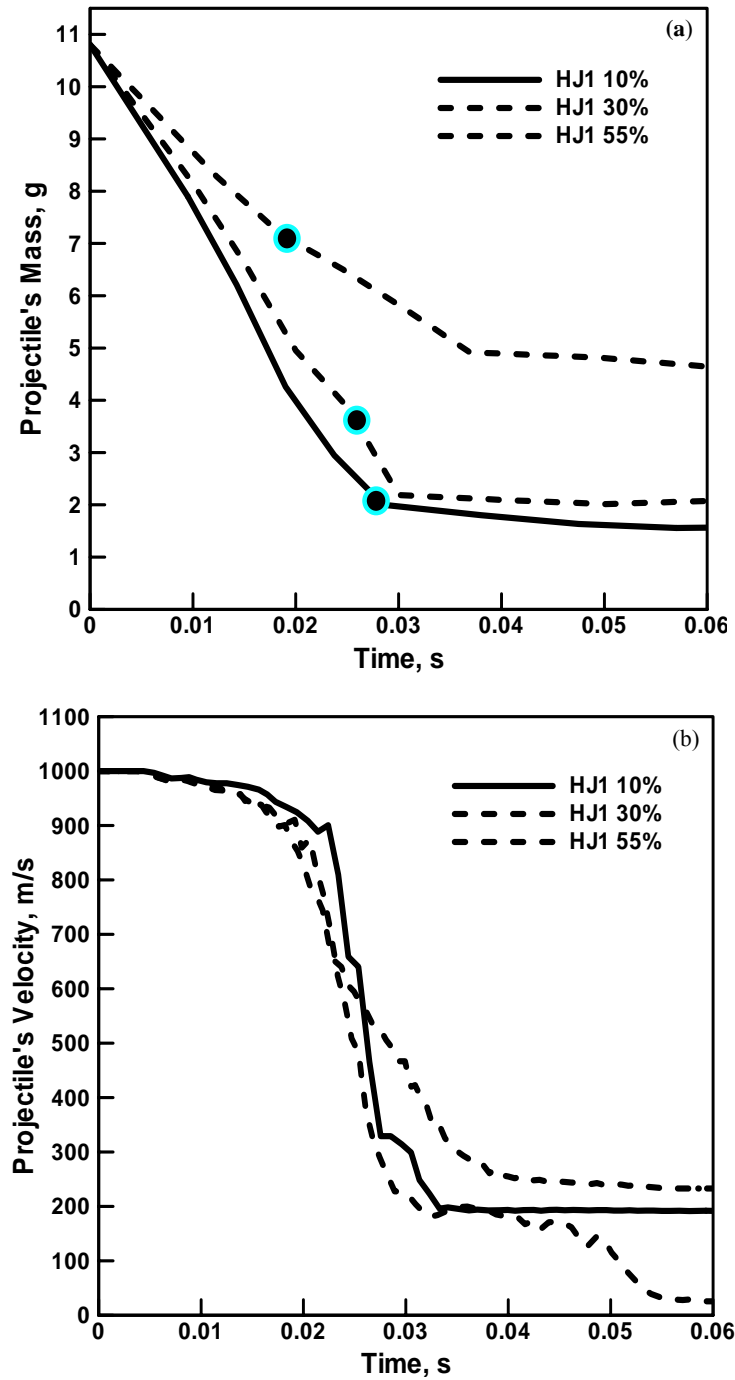 (a)
11
10
9
8
7
6
5
4
3
2
1
0
Projectile's Mass, g
HJ1 10%
HJ1 30%
HJ1 55%
0 0.01 0.02 0.03 0.04 0.05 0.06
Time, s
(b)
1100
1000
900
800
700
600
500
400
300
200
100
0
Projectile's Velocity, m/s
HJ1 10%
HJ1 30%
HJ1 55%
0 0.01 0.02 0.03 0.04 0.05 0.06
Time, s